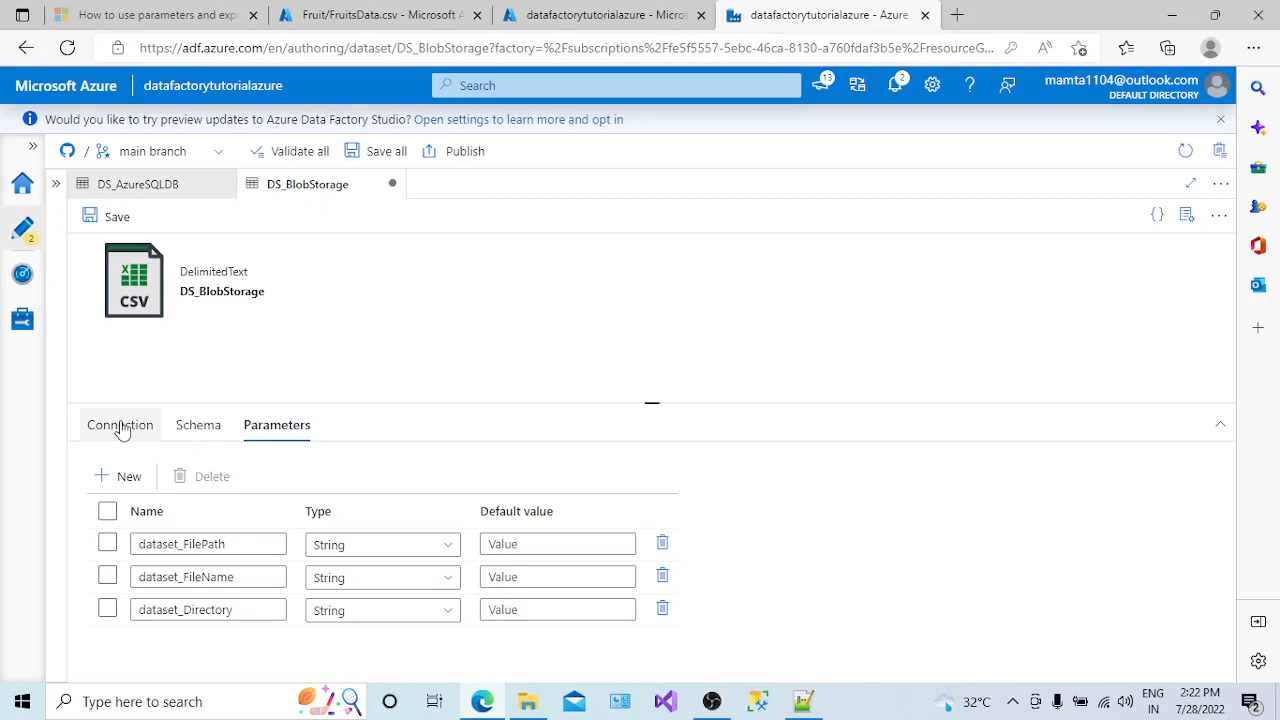 How to use parameters and exp
Fruit/FruitsData.csv - Microsoft A
datafactorytutorialazure - Micros
datafactorytutorialazure - Azure
https://adf.azure.com/en/authoring/dataset/DS_BlobStorage?factory=%2Fsubscriptions%2Ffe5f5557-5ebc-46ca-8130-a760fdaf3b5e%2FresourceG...
Microsoft Azure
datafactorytutorialazure
Search
13
2
mamta1104@outlook.com
DEFAULT DIRECTORY
Would you like to try preview updates to Azure Data Factory Studio? Open settings to learn more and opt in
/ main branch
Validate all
Save all
Publish
DS_AzureSQLDB
DS_BlobStorage
2
Save
DelimitedText
DS_BlobStorage
X
CSV
Connection
Schema
Parameters
New
Delete
Name Type Default value
dataset_FilePath String Value
dataset_FileName String Value
dataset_Directory String Value
Type here to search
32°C
ENG
IN
2:22 PM
7/28/2022
2